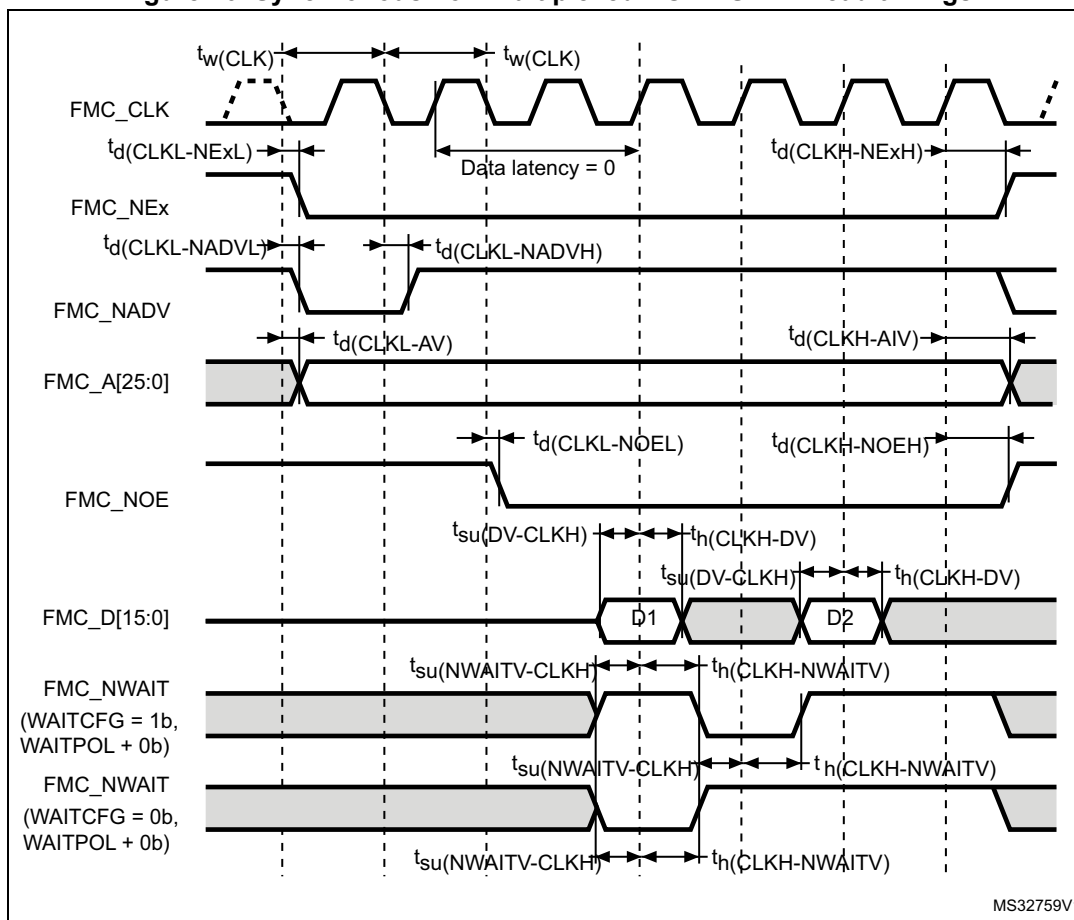 tw(CLK)
tw(CLK)
FMC_CLK
td(CLKL-NExL)
Data latency = 0
td(CLKH-NExH)
FMC_NEx
td(CLKL-NADVL)
td(CLKL-NADVH)
FMC_NADV
td(CLKL-AV)
td(CLKH-AIV)
FMC_A[25:0]
td(CLKL-NOEL)
td(CLKH-NOEH)
FMC_NOE
tsu(DV-CLKH)
th(CLKH-DV)
tsu(DV-CLKH)
th(CLKH-DV)
FMC_D[15:0]
D1
D2
tsu(NWAITV-CLKH)
th(CLKH-NWAITV)
FMC_NWAIT
(WAITCFG = 1b,
WAITPOL + 0b)
tsu(NWAITV-CLKH)
t h(CLKH-NWAITV)
FMC_NWAIT
(WAITCFG = 0b,
WAITPOL + 0b)
tsu(NWAITV-CLKH)
th(CLKH-NWAITV)
MS32759V